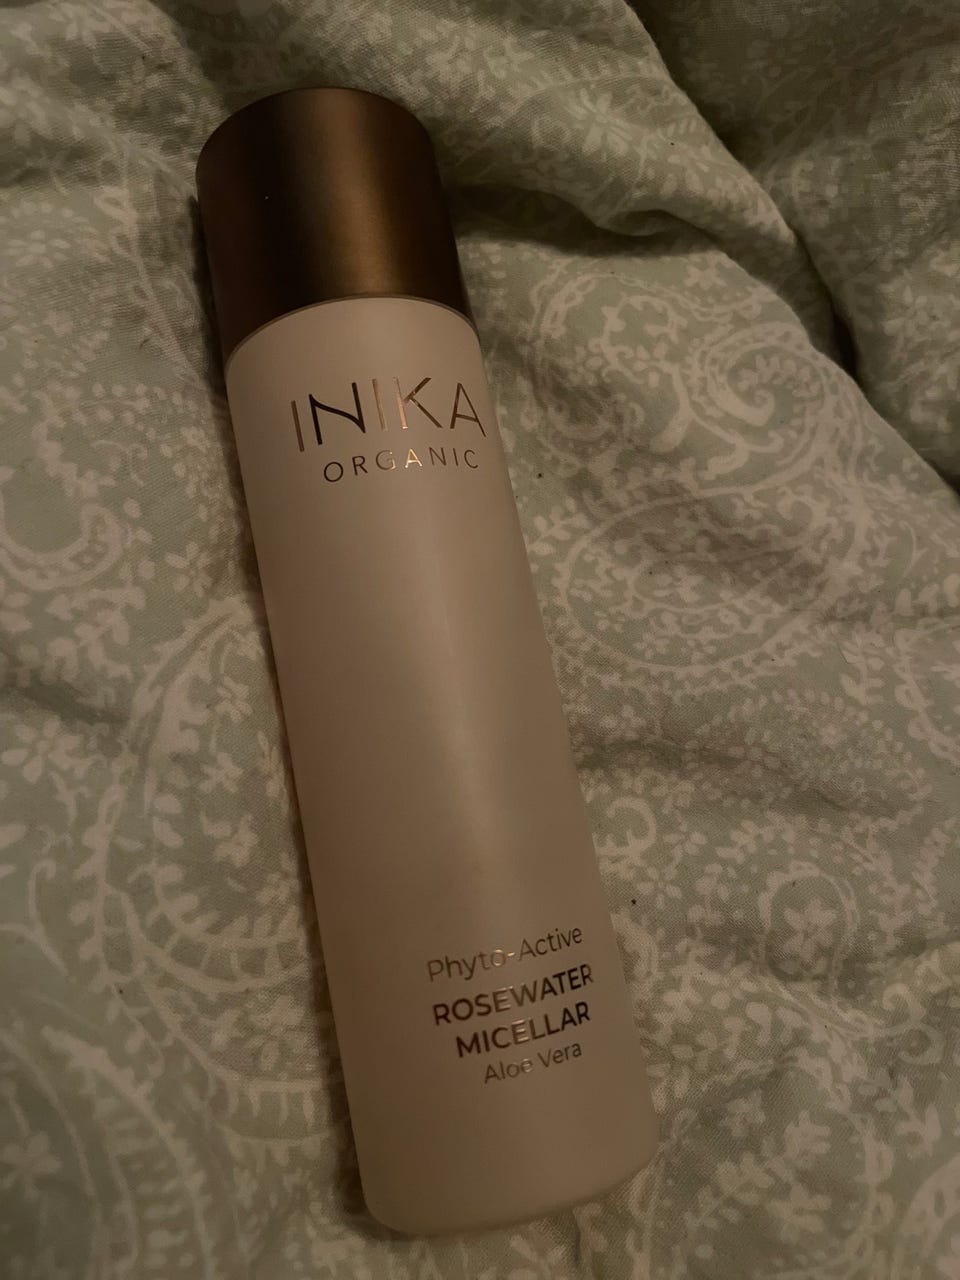 INIKA
ORGANIC
Phyto-Active
ROSEWATER
MICELLAR
Aloe Vera